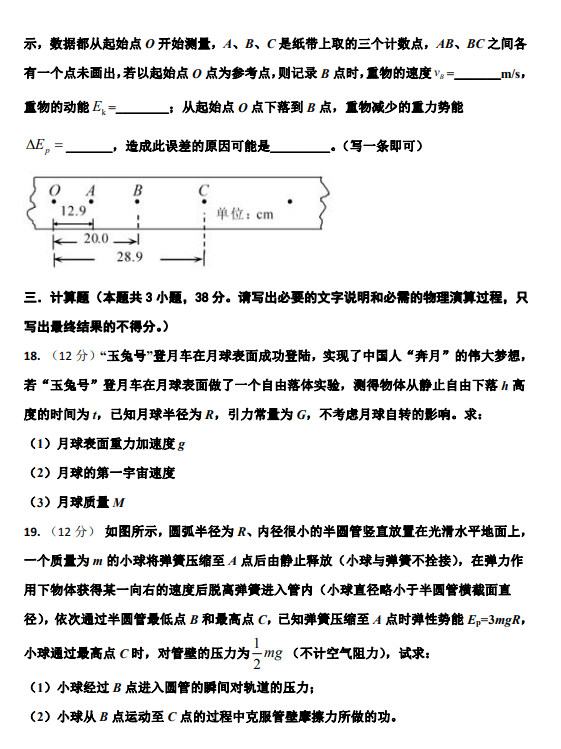 示，数据都从起始点 O 开始测量，A、B、C 是纸带上取的三个计数点，AB、BC 之间各
有一个点未画出，若以起始点 O 点为参考点，则记录 B 点时，重物的速度 v_B =_______m/s，
重物的动能 E_k =________；从起始点 O 点下落到 B 点，重物减少的重力势能
ΔE_p = _______，造成此误差的原因可能是_________。（写一条即可）
O A B C
12.9
单位：cm
20.0
28.9
三．计算题（本题共 3 小题，38 分。请写出必要的文字说明和必需的物理演算过程，只
写出最终结果的不得分。）
18. （12 分）“玉兔号”登月车在月球表面成功登陆，实现了中国人“奔月”的伟大梦想，
若“玉兔号”登月车在月球表面做了一个自由落体实验，测得物体从静止自由下落 h 高
度的时间为 t，已知月球半径为 R，引力常量为 G，不考虑月球自转的影响。求：
（1）月球表面重力加速度 g
（2）月球的第一宇宙速度
（3）月球质量 M
19. （12 分） 如图所示，圆弧半径为 R、内径很小的半圆管竖直放置在光滑水平地面上，
一个质量为 m 的小球将弹簧压缩至 A 点后由静止释放（小球与弹簧不拴接），在弹力作
用下物体获得某一向右的速度后脱离弹簧进入管内（小球直径略小于半圆管横截面直
径），依次通过半圆管最低点 B 和最高点 C，已知弹簧压缩至 A 点时弹性势能 E_p=3mgR，
小球通过最高点 C 时，对管壁的压力为 1/2 mg （不计空气阻力），试求：
（1）小球经过 B 点进入圆管的瞬间对轨道的压力；
（2）小球从 B 点运动至 C 点的过程中克服管壁摩擦力所做的功。